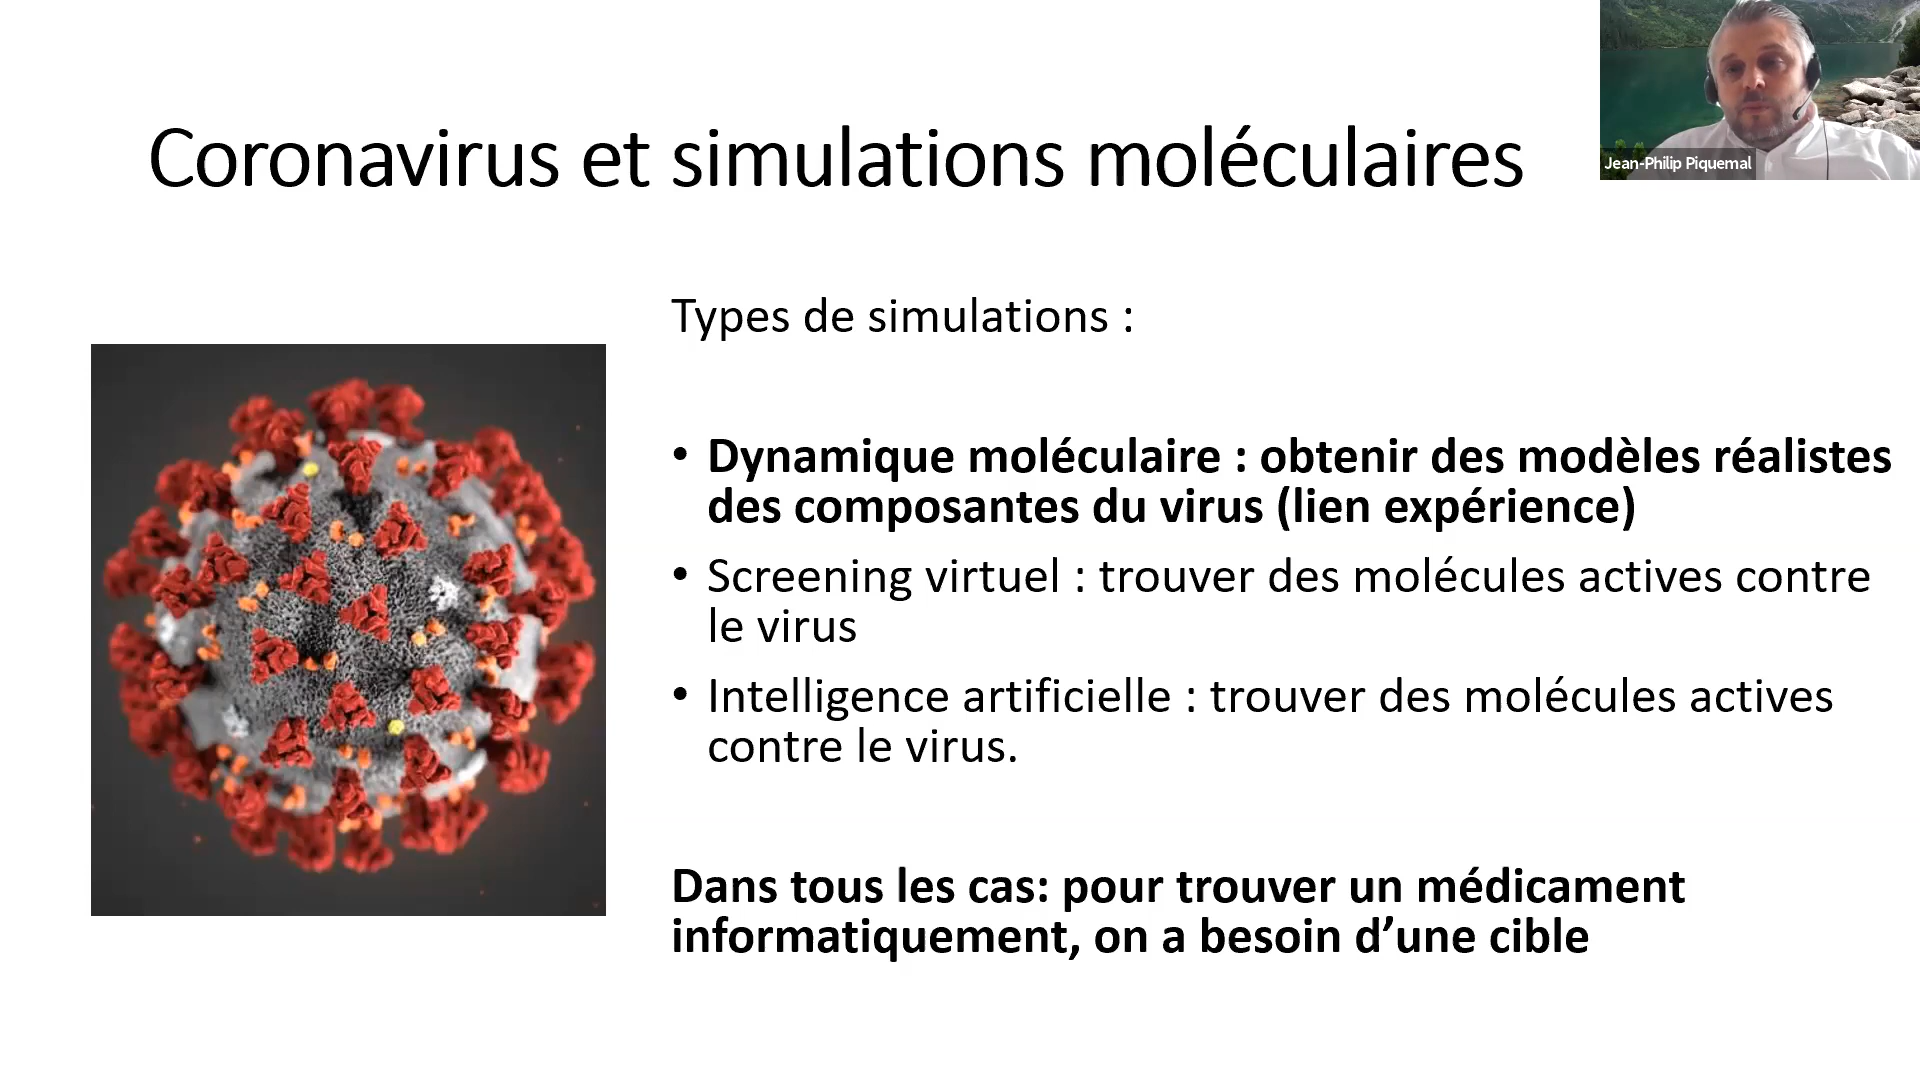 Coronavirus et simulations moléculaires
Jean-Philip Piquemal
Types de simulations :
• Dynamique moléculaire : obtenir des modèles réalistes
des composantes du virus (lien expérience)
• Screening virtuel : trouver des molécules actives contre
le virus
• Intelligence artificielle : trouver des molécules actives
contre le virus.
Dans tous les cas: pour trouver un médicament
informatiquement, on a besoin d’une cible